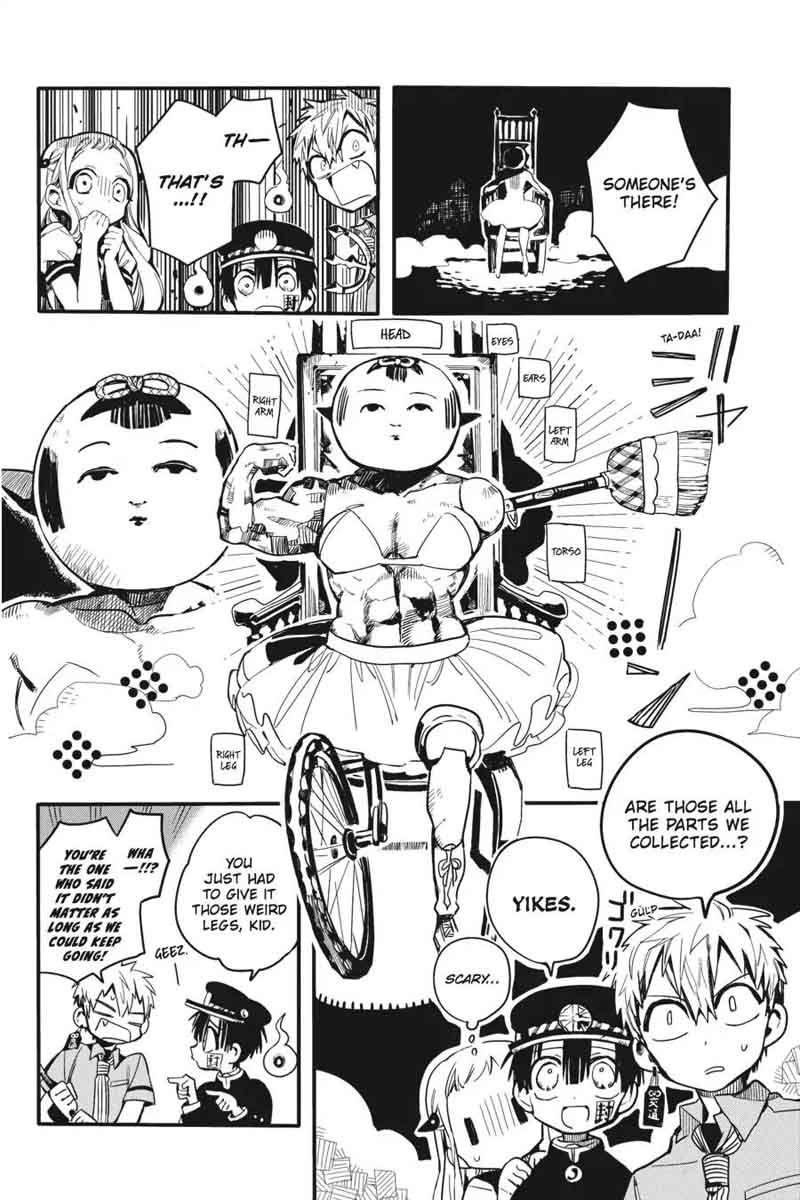 SOMEONE'S
THERE!
TH—
THAT'S
...!!
HEAD
EYES
TA-DAA!
EARS
RIGHT
ARM
LEFT
ARM
TORSO
RIGHT
LEG
LEFT
LEG
ARE THOSE ALL
THE PARTS WE
COLLECTED...?
GULP
YIKES.
SCARY...
YOU
JUST HAD
TO GIVE IT
THOSE WEIRD
LEGS, KID.
GEEZ.
WHA
—!!?
YOU'RE
THE ONE
WHO SAID
IT DIDN'T
MATTER AS
LONG AS WE
COULD KEEP
GOING!
封